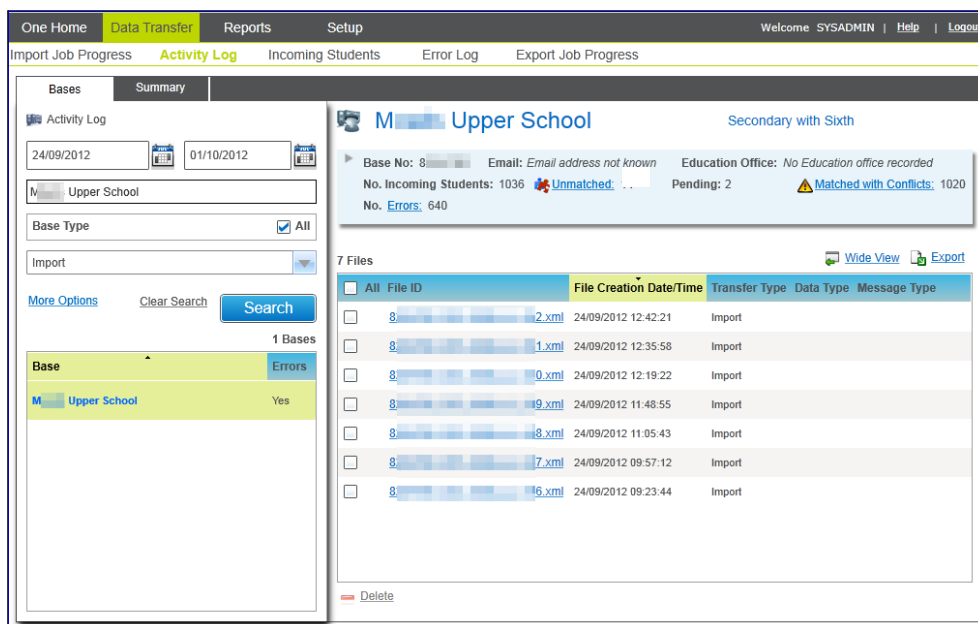 One Home Data Transfer Reports Setup Welcome SYSADMIN | Help | Logou
Import Job Progress Activity Log Incoming Students Error Log Export Job Progress
Bases Summary
Activity Log
24/09/2012 01/10/2012
M Upper School
Base Type All
Import
More Options Clear Search Search
1 Bases
Base Errors
M Upper School Yes
M Upper School Secondary with Sixth
Base No: 8 Email: Email address not known Education Office: No Education office recorded
No. Incoming Students: 1036 Unmatched: Pending: 2 Matched with Conflicts: 1020
No. Errors: 640
7 Files Wide View Export
All File ID File Creation Date/Time Transfer Type Data Type Message Type
8 2.xml 24/09/2012 12:42:21 Import
8 1.xml 24/09/2012 12:35:58 Import
8 0.xml 24/09/2012 12:19:22 Import
8 9.xml 24/09/2012 11:48:55 Import
8 8.xml 24/09/2012 11:05:43 Import
8 7.xml 24/09/2012 09:57:12 Import
8 6.xml 24/09/2012 09:23:44 Import
Delete